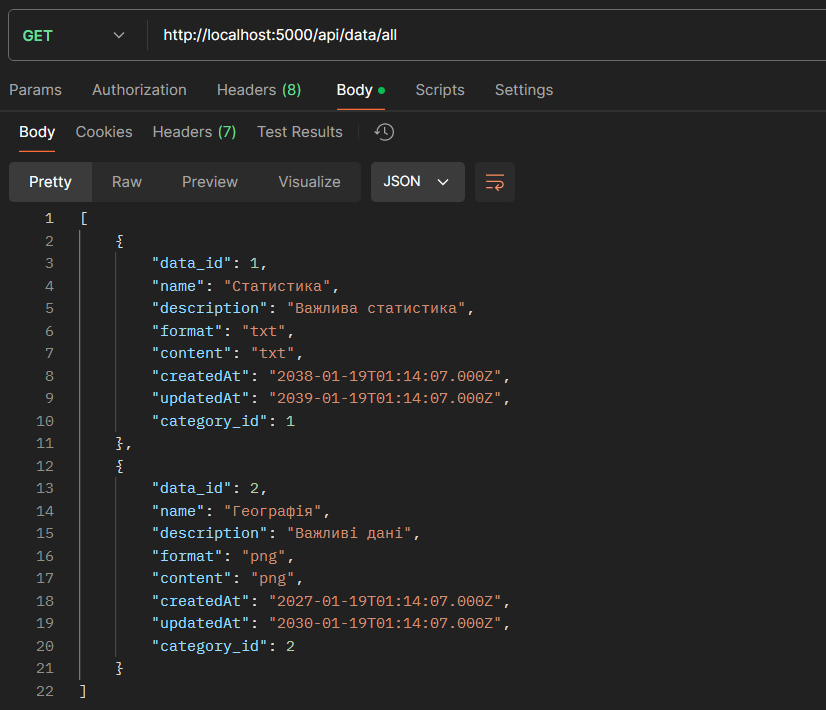 GET http://localhost:5000/api/data/all
Params Authorization Headers (8) Body Scripts Settings
Body Cookies Headers (7) Test Results
Pretty Raw Preview Visualize JSON
1 [
2 {
3 "data_id": 1,
4 "name": "Статистика",
5 "description": "Важлива статистика",
6 "format": "txt",
7 "content": "txt",
8 "createdAt": "2038-01-19T01:14:07.000Z",
9 "updatedAt": "2039-01-19T01:14:07.000Z",
10 "category_id": 1
11 },
12 {
13 "data_id": 2,
14 "name": "Географія",
15 "description": "Важливі дані",
16 "format": "png",
17 "content": "png",
18 "createdAt": "2027-01-19T01:14:07.000Z",
19 "updatedAt": "2030-01-19T01:14:07.000Z",
20 "category_id": 2
21 }
22 ]